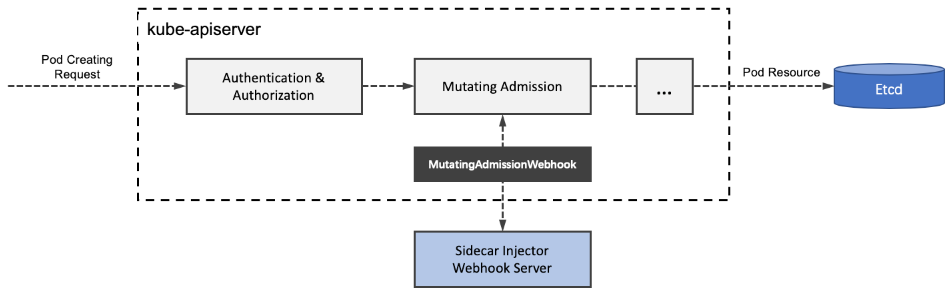 kube-apiserver
Pod Creating
Request
Authentication &
Authorization
Mutating Admission
...
Pod Resource
Etcd
MutatingAdmissionWebhook
Sidecar Injector
Webhook Server